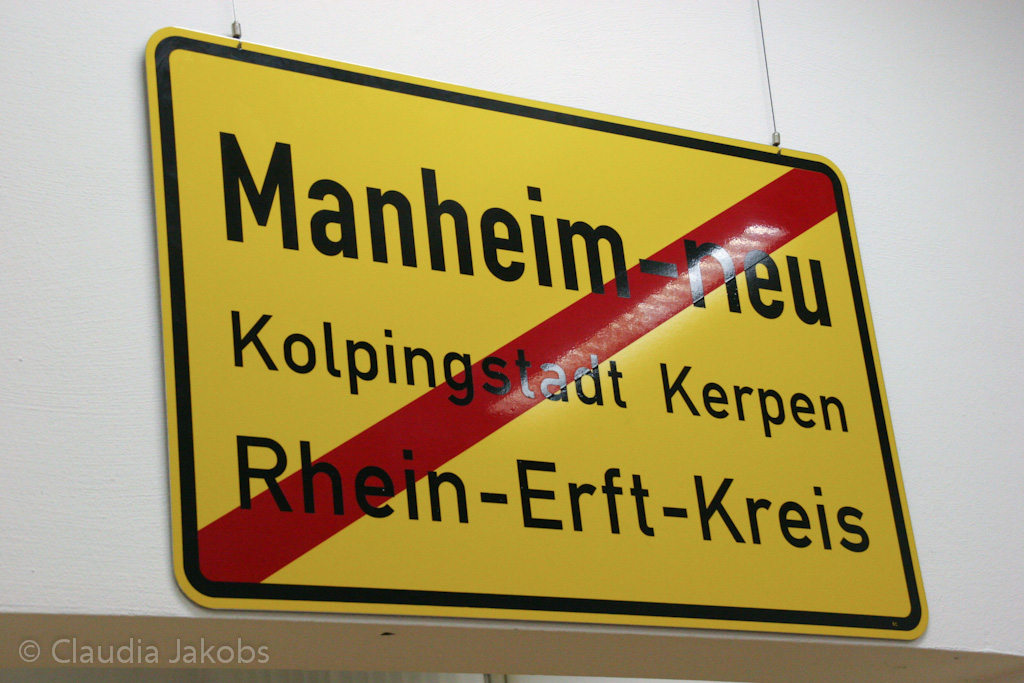 Manheim-neu
Kolpingstadt Kerpen
Rhein-Erft-Kreis
© Claudia Jakobs